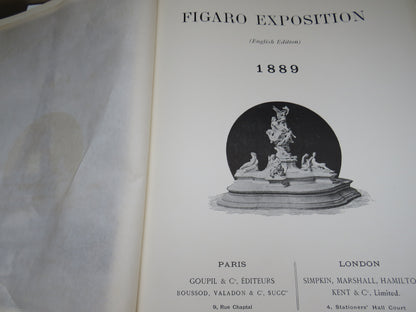 FIGARO EXPOSITION
(English Edition)
1889
PARIS
GOUPIL & Cⁱᵉ, ÉDITEURS
BOUSSOD, VALADON & Cⁱᵉ, SUCCʳˢ
9, Rue Chaptal
LONDON
SIMPKIN, MARSHALL, HAMILTO
KENT & Cᵒ, Limited.
4, Stationers' Hall Court